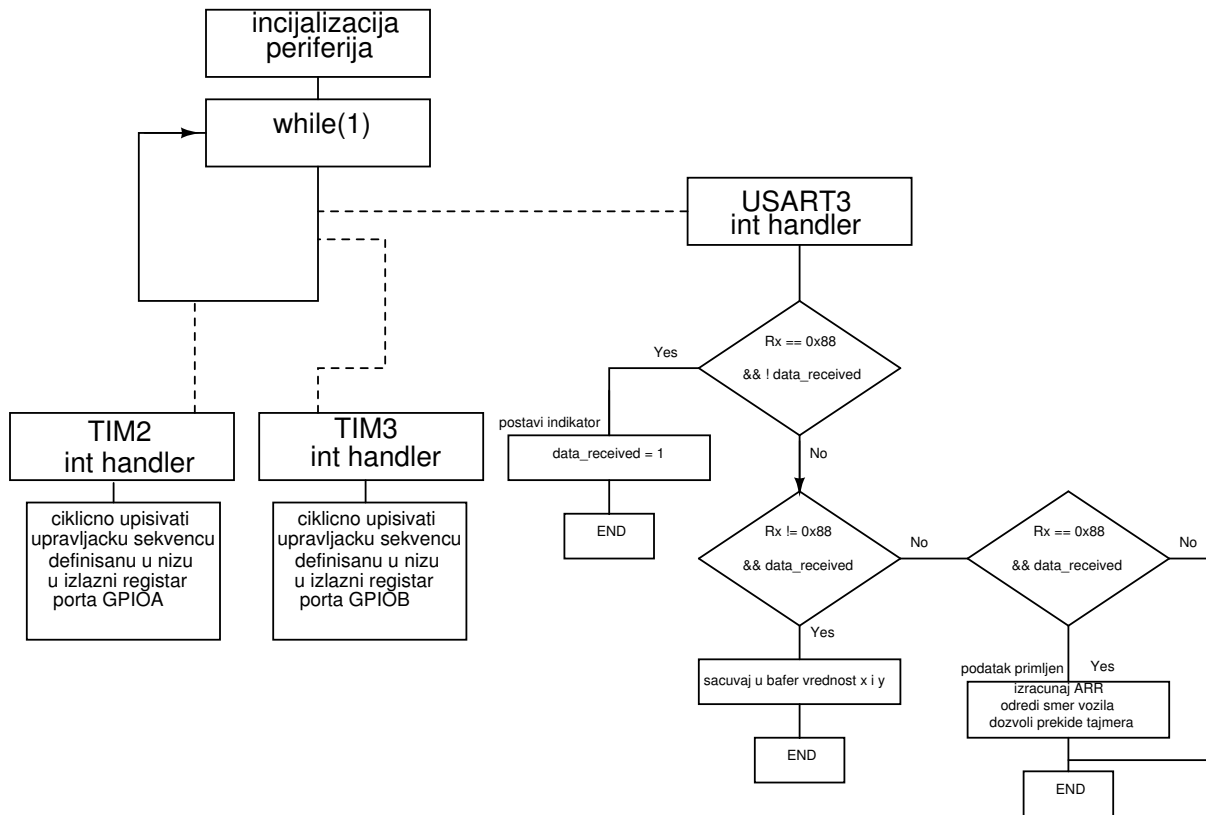 incijalizacija
periferija
while(1)
USART3
int handler
Rx == 0x88
&& ! data_received
Yes
No
postavi indikator
data_received = 1
END
TIM2
int handler
ciklicno upisivati
upravljacku sekvencu
definisanu u nizu
u izlazni registar
porta GPIOA
TIM3
int handler
ciklicno upisivati
upravljacku sekvencu
definisanu u nizu
u izlazni registar
porta GPIOB
Rx != 0x88
&& data_received
No
Yes
sacuvaj u bafer vrednost x i y
END
Rx == 0x88
&& data_received
No
podatak primljen
Yes
izracunaj ARR
odredi smer vozila
dozvoli prekide tajmera
END